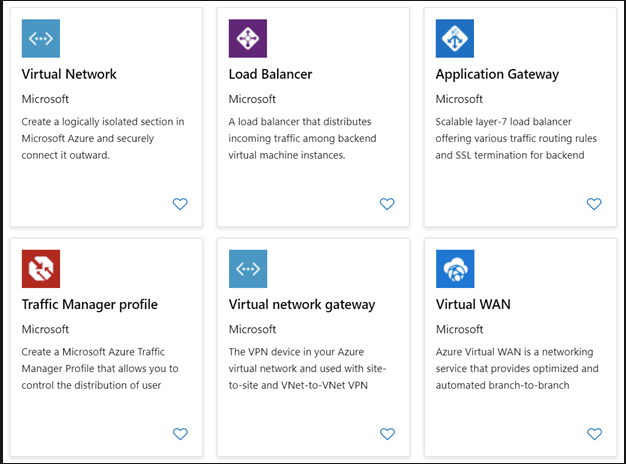 Virtual Network
Microsoft
Create a logically isolated section in
Microsoft Azure and securely
connect it outward.
Load Balancer
Microsoft
A load balancer that distributes
incoming traffic among backend
virtual machine instances.
Application Gateway
Microsoft
Scalable layer-7 load balancer
offering various traffic routing rules
and SSL termination for backend
Traffic Manager profile
Microsoft
Create a Microsoft Azure Traffic
Manager Profile that allows you to
control the distribution of user
Virtual network gateway
Microsoft
The VPN device in your Azure
virtual network and used with site-
to-site and VNet-to-VNet VPN
Virtual WAN
Microsoft
Azure Virtual WAN is a networking
service that provides optimized and
automated branch-to-branch